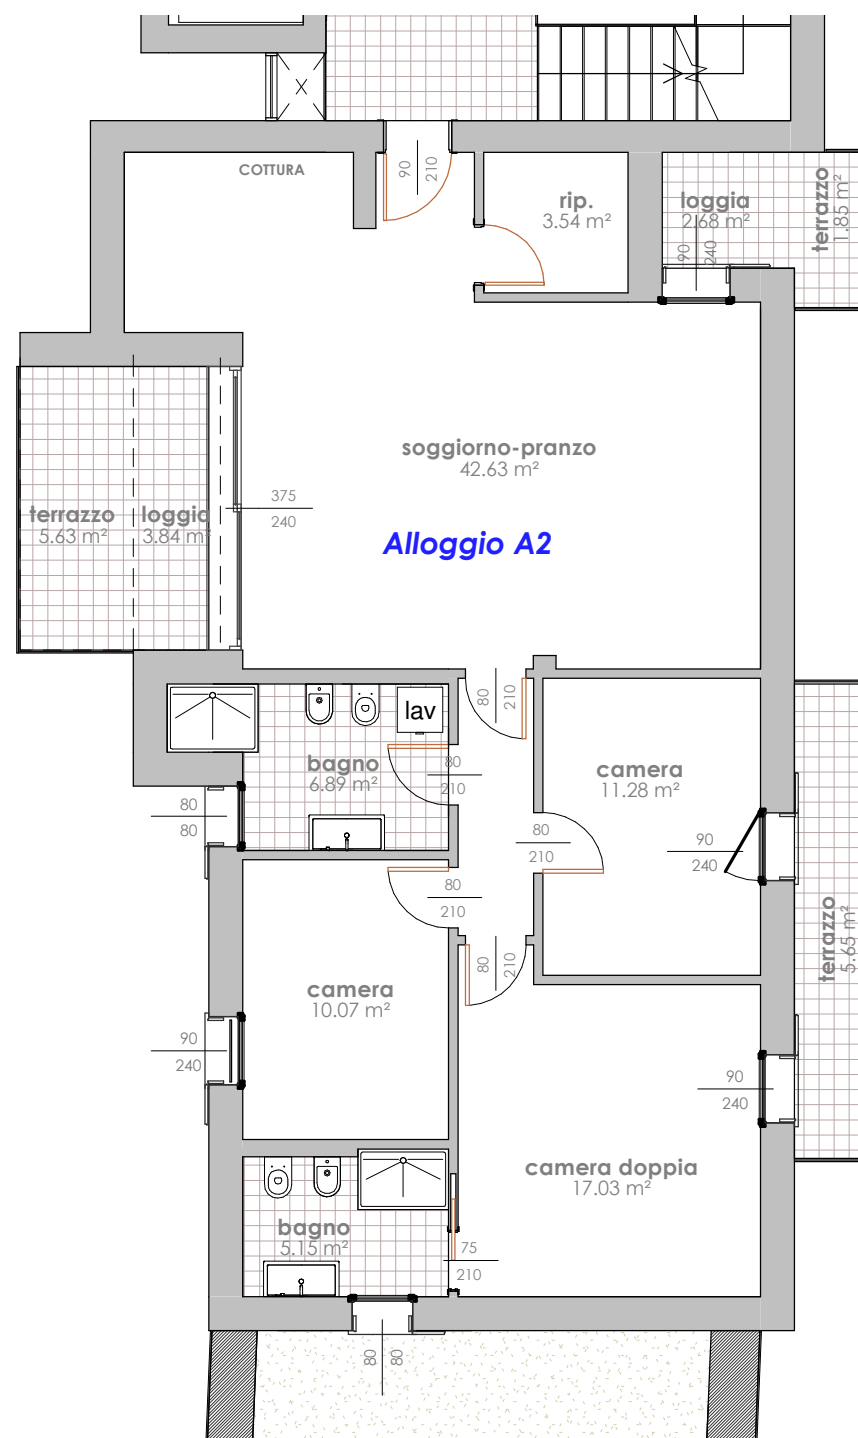 COTTURA
90
210
rip.
3.54 m²
loggia
2.68 m²
90
240
terrazzo
1.85 m²
soggiorno-pranzo
42.63 m²
Alloggio A2
375
240
terrazzo
5.63 m²
loggia
3.84 m²
80
210
lav
bagno
6.89 m²
80
210
camera
11.28 m²
80
80
80
210
90
240
80
210
terrazzo
5.65 m²
80
210
camera
10.07 m²
90
240
90
240
camera doppia
17.03 m²
bagno
5.15 m²
75
210
80
80